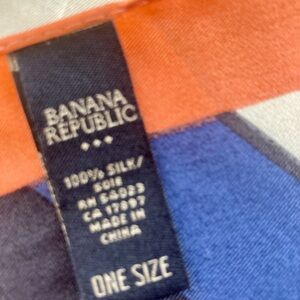 BANANA
REPUBLIC
100% SILK/
SOIE
RN 54023
CA 17897
MADE IN
CHINA
ONE SIZE